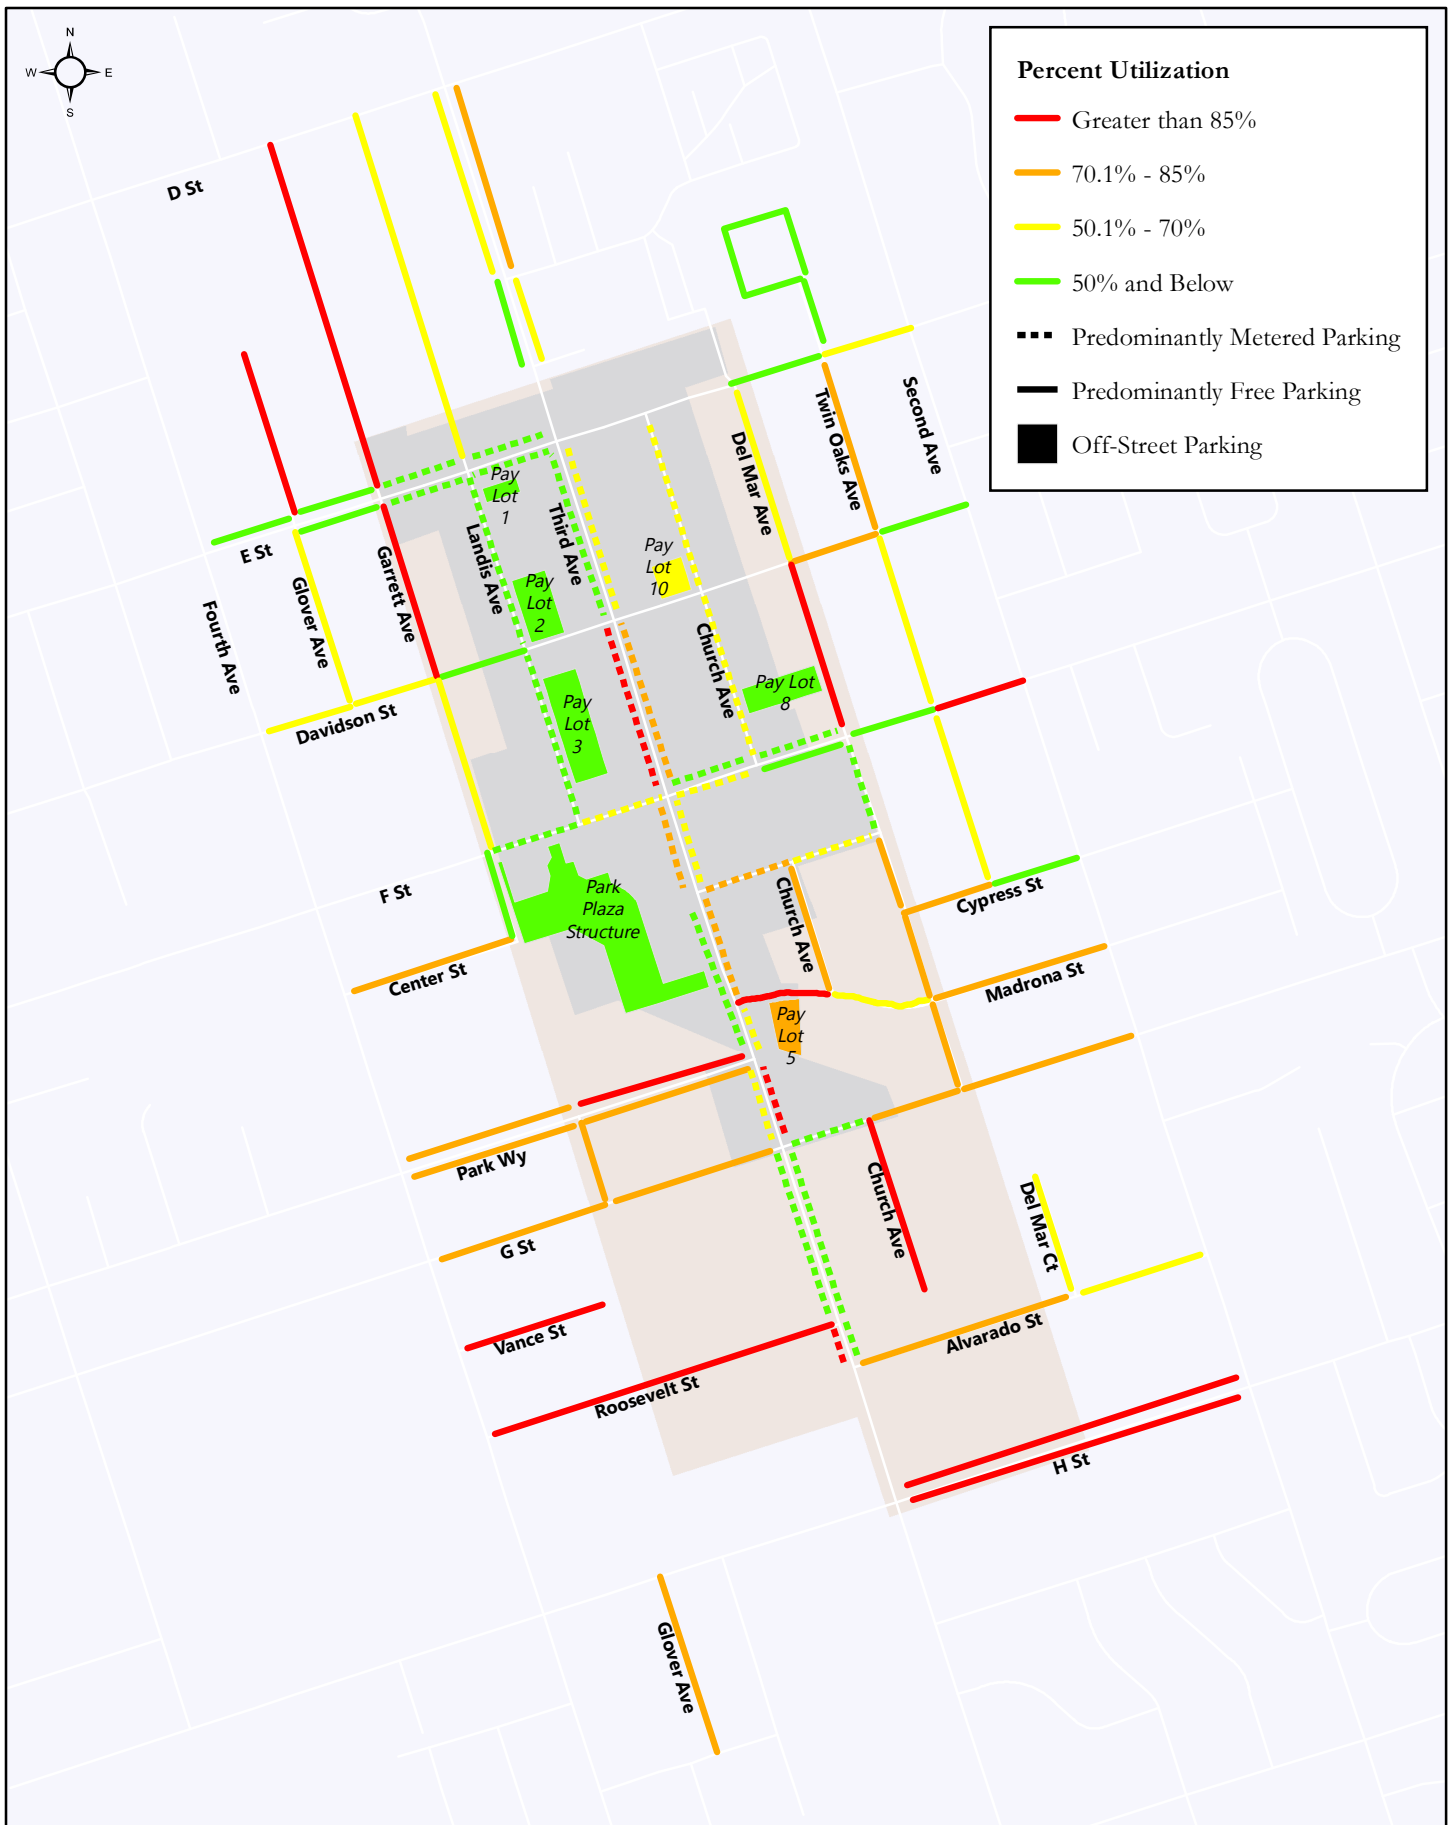 N
W
E
S
Percent Utilization
Greater than 85%
70.1% - 85%
50.1% - 70%
50% and Below
Predominantly Metered Parking
Predominantly Free Parking
Off-Street Parking
D St
Second Ave
Twin Oaks Ave
Del Mar Ave
Pay
Lot
1
Third Ave
Landis Ave
E St
Garrett Ave
Glover Ave
Fourth Ave
Pay
Lot
2
Pay
Lot
10
Church Ave
Pay Lot
8
Pay
Lot
3
Davidson St
F St
Park
Plaza
Structure
Church Ave
Cypress St
Center St
Madrona St
Pay
Lot
5
Park Wy
Church Ave
Del Mar Ct
G St
Vance St
Alvarado St
Roosevelt St
H St
Glover Ave